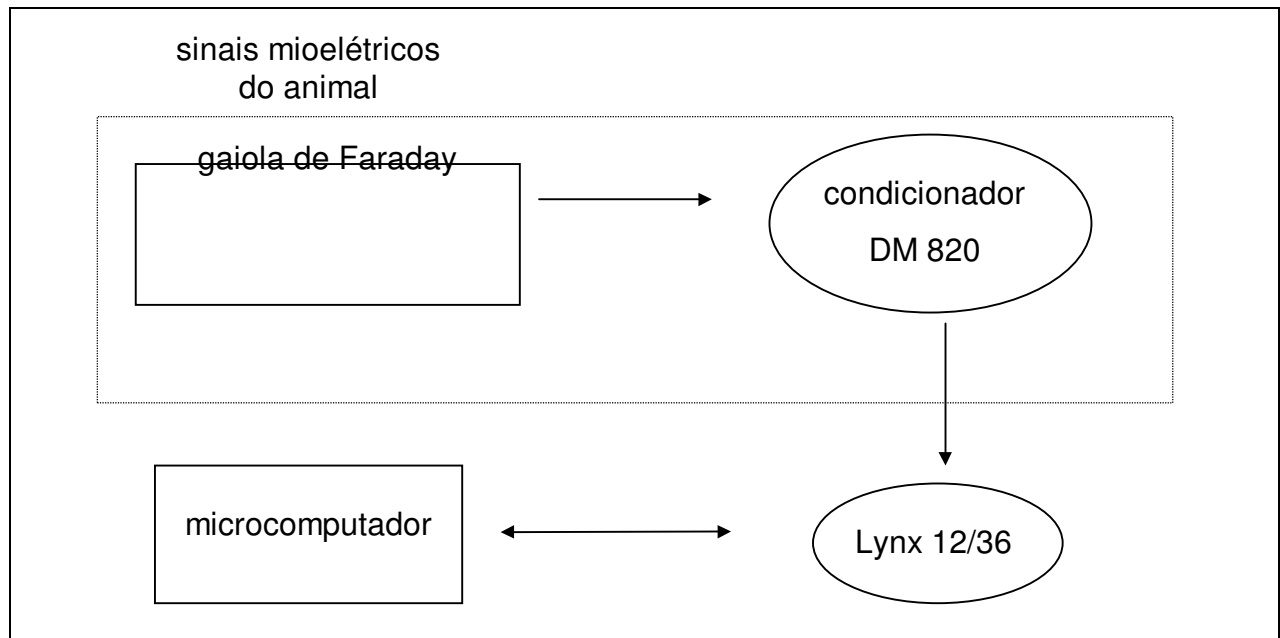 sinais mioelétricos
do animal
gaiola de Faraday
condicionador
DM 820
microcomputador
Lynx 12/36